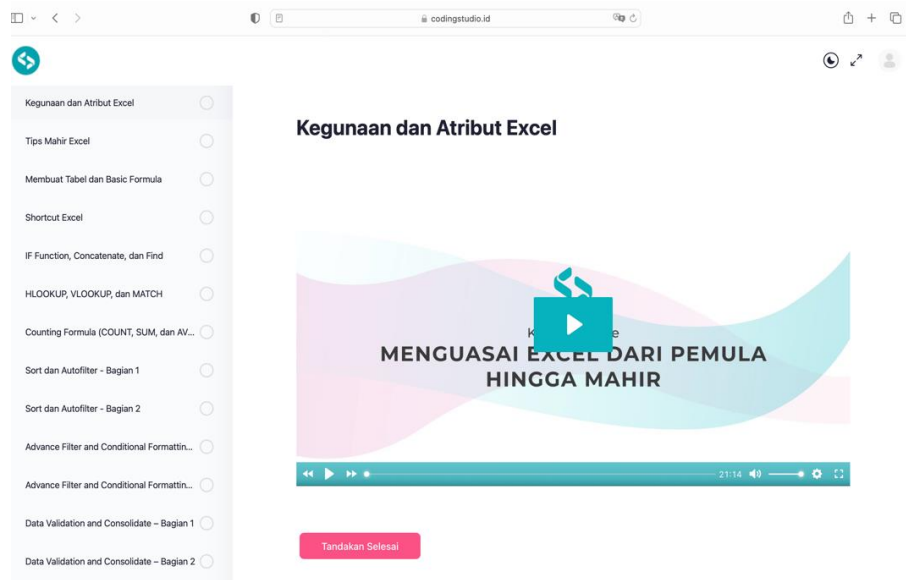 codingstudio.id
Kegunaan dan Atribut Excel
Tips Mahir Excel
Membuat Tabel dan Basic Formula
Shortcut Excel
IF Function, Concatenate, dan Find
HLOOKUP, VLOOKUP, dan MATCH
Counting Formula (COUNT, SUM, dan AV...
Sort dan Autofilter - Bagian 1
Sort dan Autofilter - Bagian 2
Advance Filter and Conditional Formattin...
Advance Filter and Conditional Formattin...
Data Validation and Consolidate – Bagian 1
Data Validation and Consolidate – Bagian 2
Kegunaan dan Atribut Excel
MENGUASAI EXCEL DARI PEMULA
HINGGA MAHIR
21:14
Tandakan Selesai